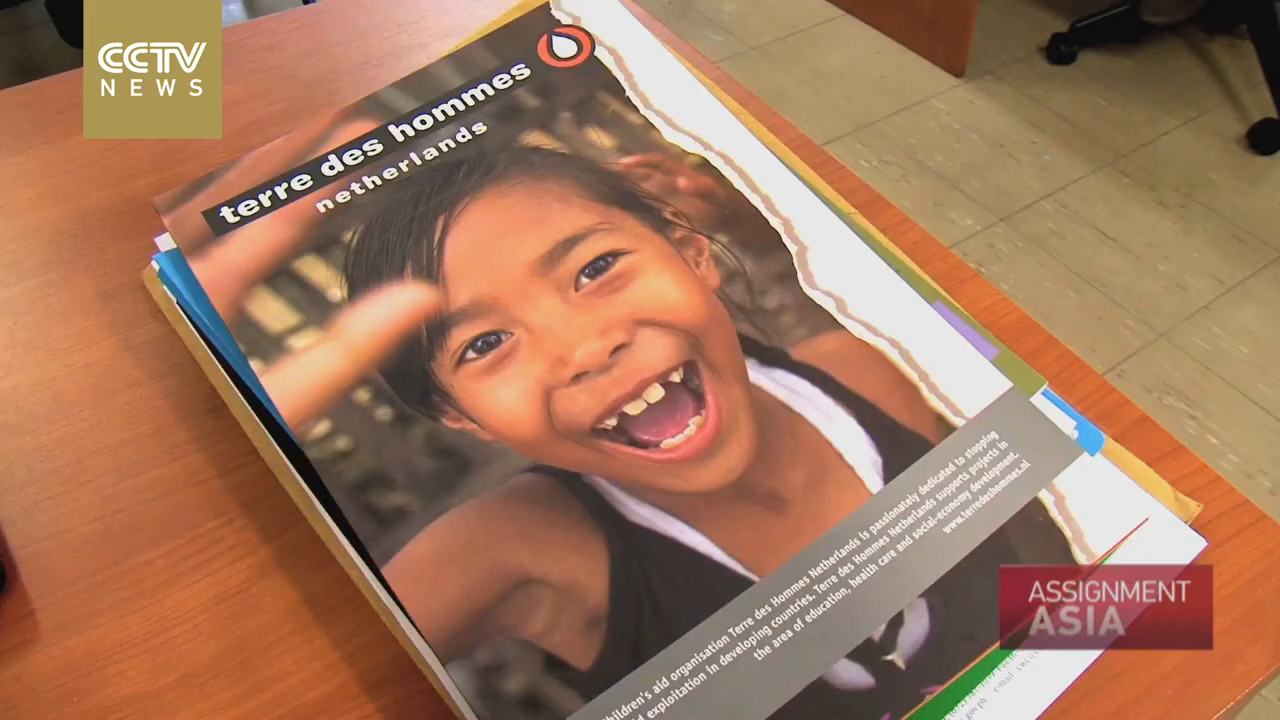 CCTV
NEWS
terre des hommes
netherlands
children's aid organisation Terre des Hommes Netherlands is passionately dedicated to stopping
exploitation in developing countries. Terre des Hommes Netherlands supports projects in
the area of education, health care and social-economy development.
www.terredeshommes.nl
ASSIGNMENT
ASIA
gov.ph